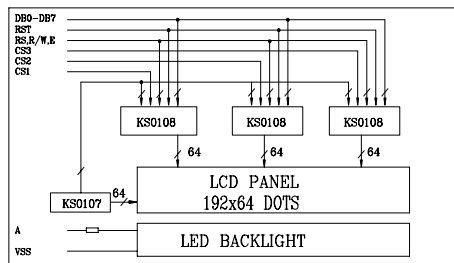 DB0-DB7
RST
RS,R/W,E
CS3
CS2
CS1
KS0108 KS0108 KS0108
64 64 64
LCD PANEL
192x64 DOTS
KS0107 64
A
LED BACKLIGHT
VSS